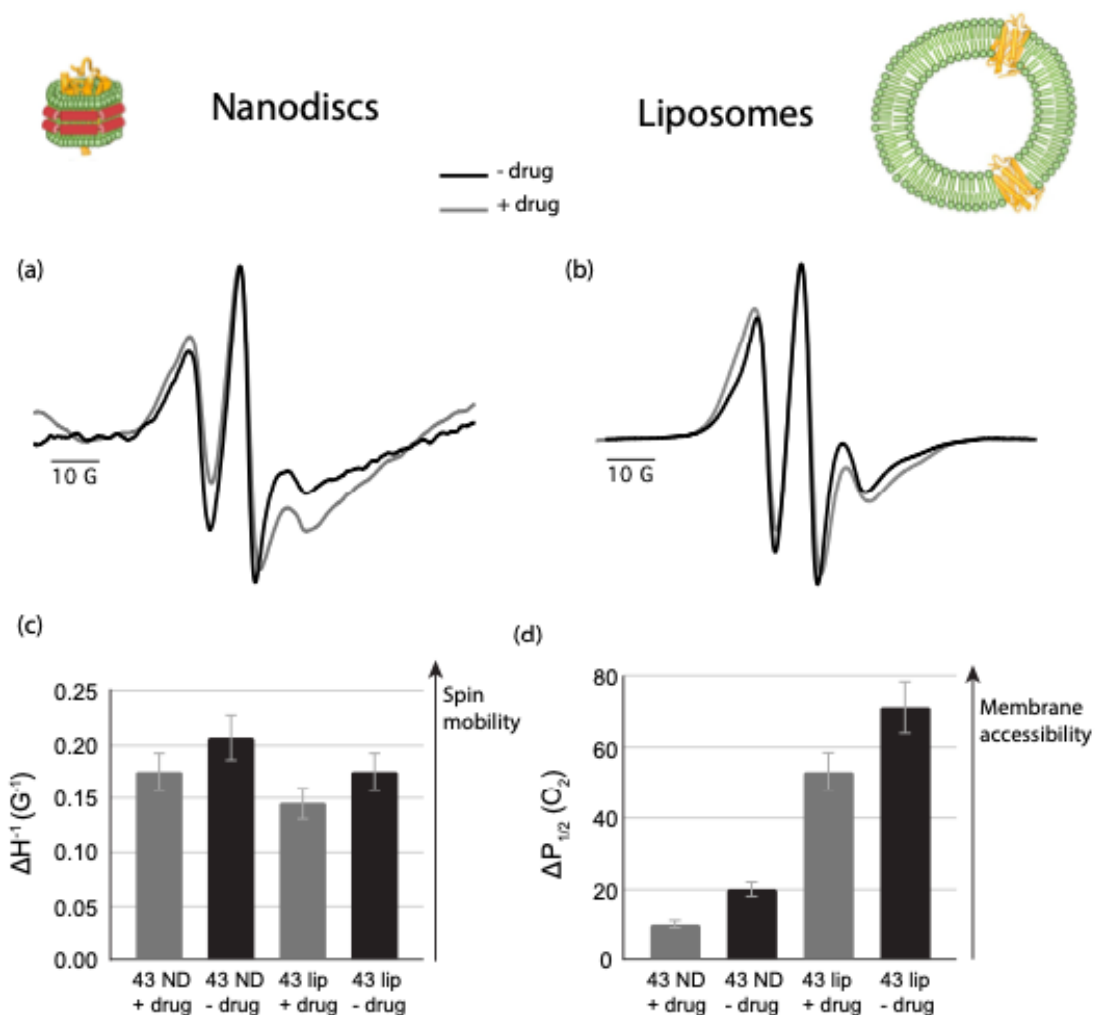 Nanodiscs
Liposomes
- drug
+ drug
(a)
(b)
10 G
10 G
(c)
(d)
0.25
0.20
0.15
0.10
0.05
0.00
ΔH⁻¹ (G⁻¹)
Spin
mobility
43 ND
+ drug
43 ND
- drug
43 lip
+ drug
43 lip
- drug
80
60
40
20
0
ΔP₁/₂ (O₂)
Membrane
accessibility
43 ND
+ drug
43 ND
- drug
43 lip
+ drug
43 lip
- drug